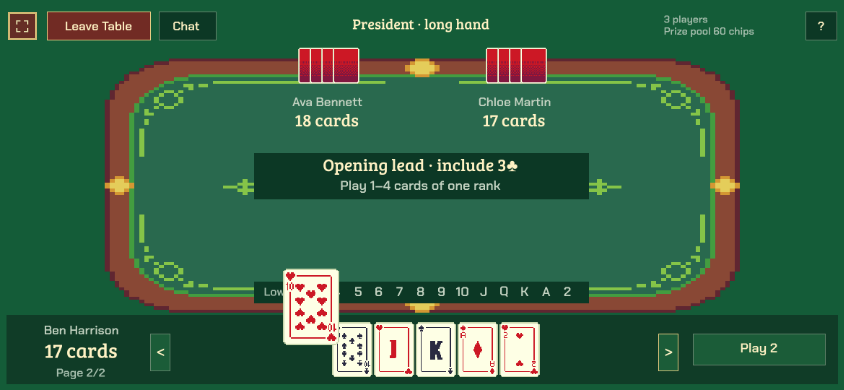 Leave Table
Chat
President · long hand
3 players
Prize pool 60 chips
?
Ava Bennett
18 cards
Chloe Martin
17 cards
Opening lead · include 3♣
Play 1–4 cards of one rank
5 6 7 8 9 10 J Q K A 2
10
10
Ben Harrison
17 cards
Page 2/2
<
J
K
>
Play 2